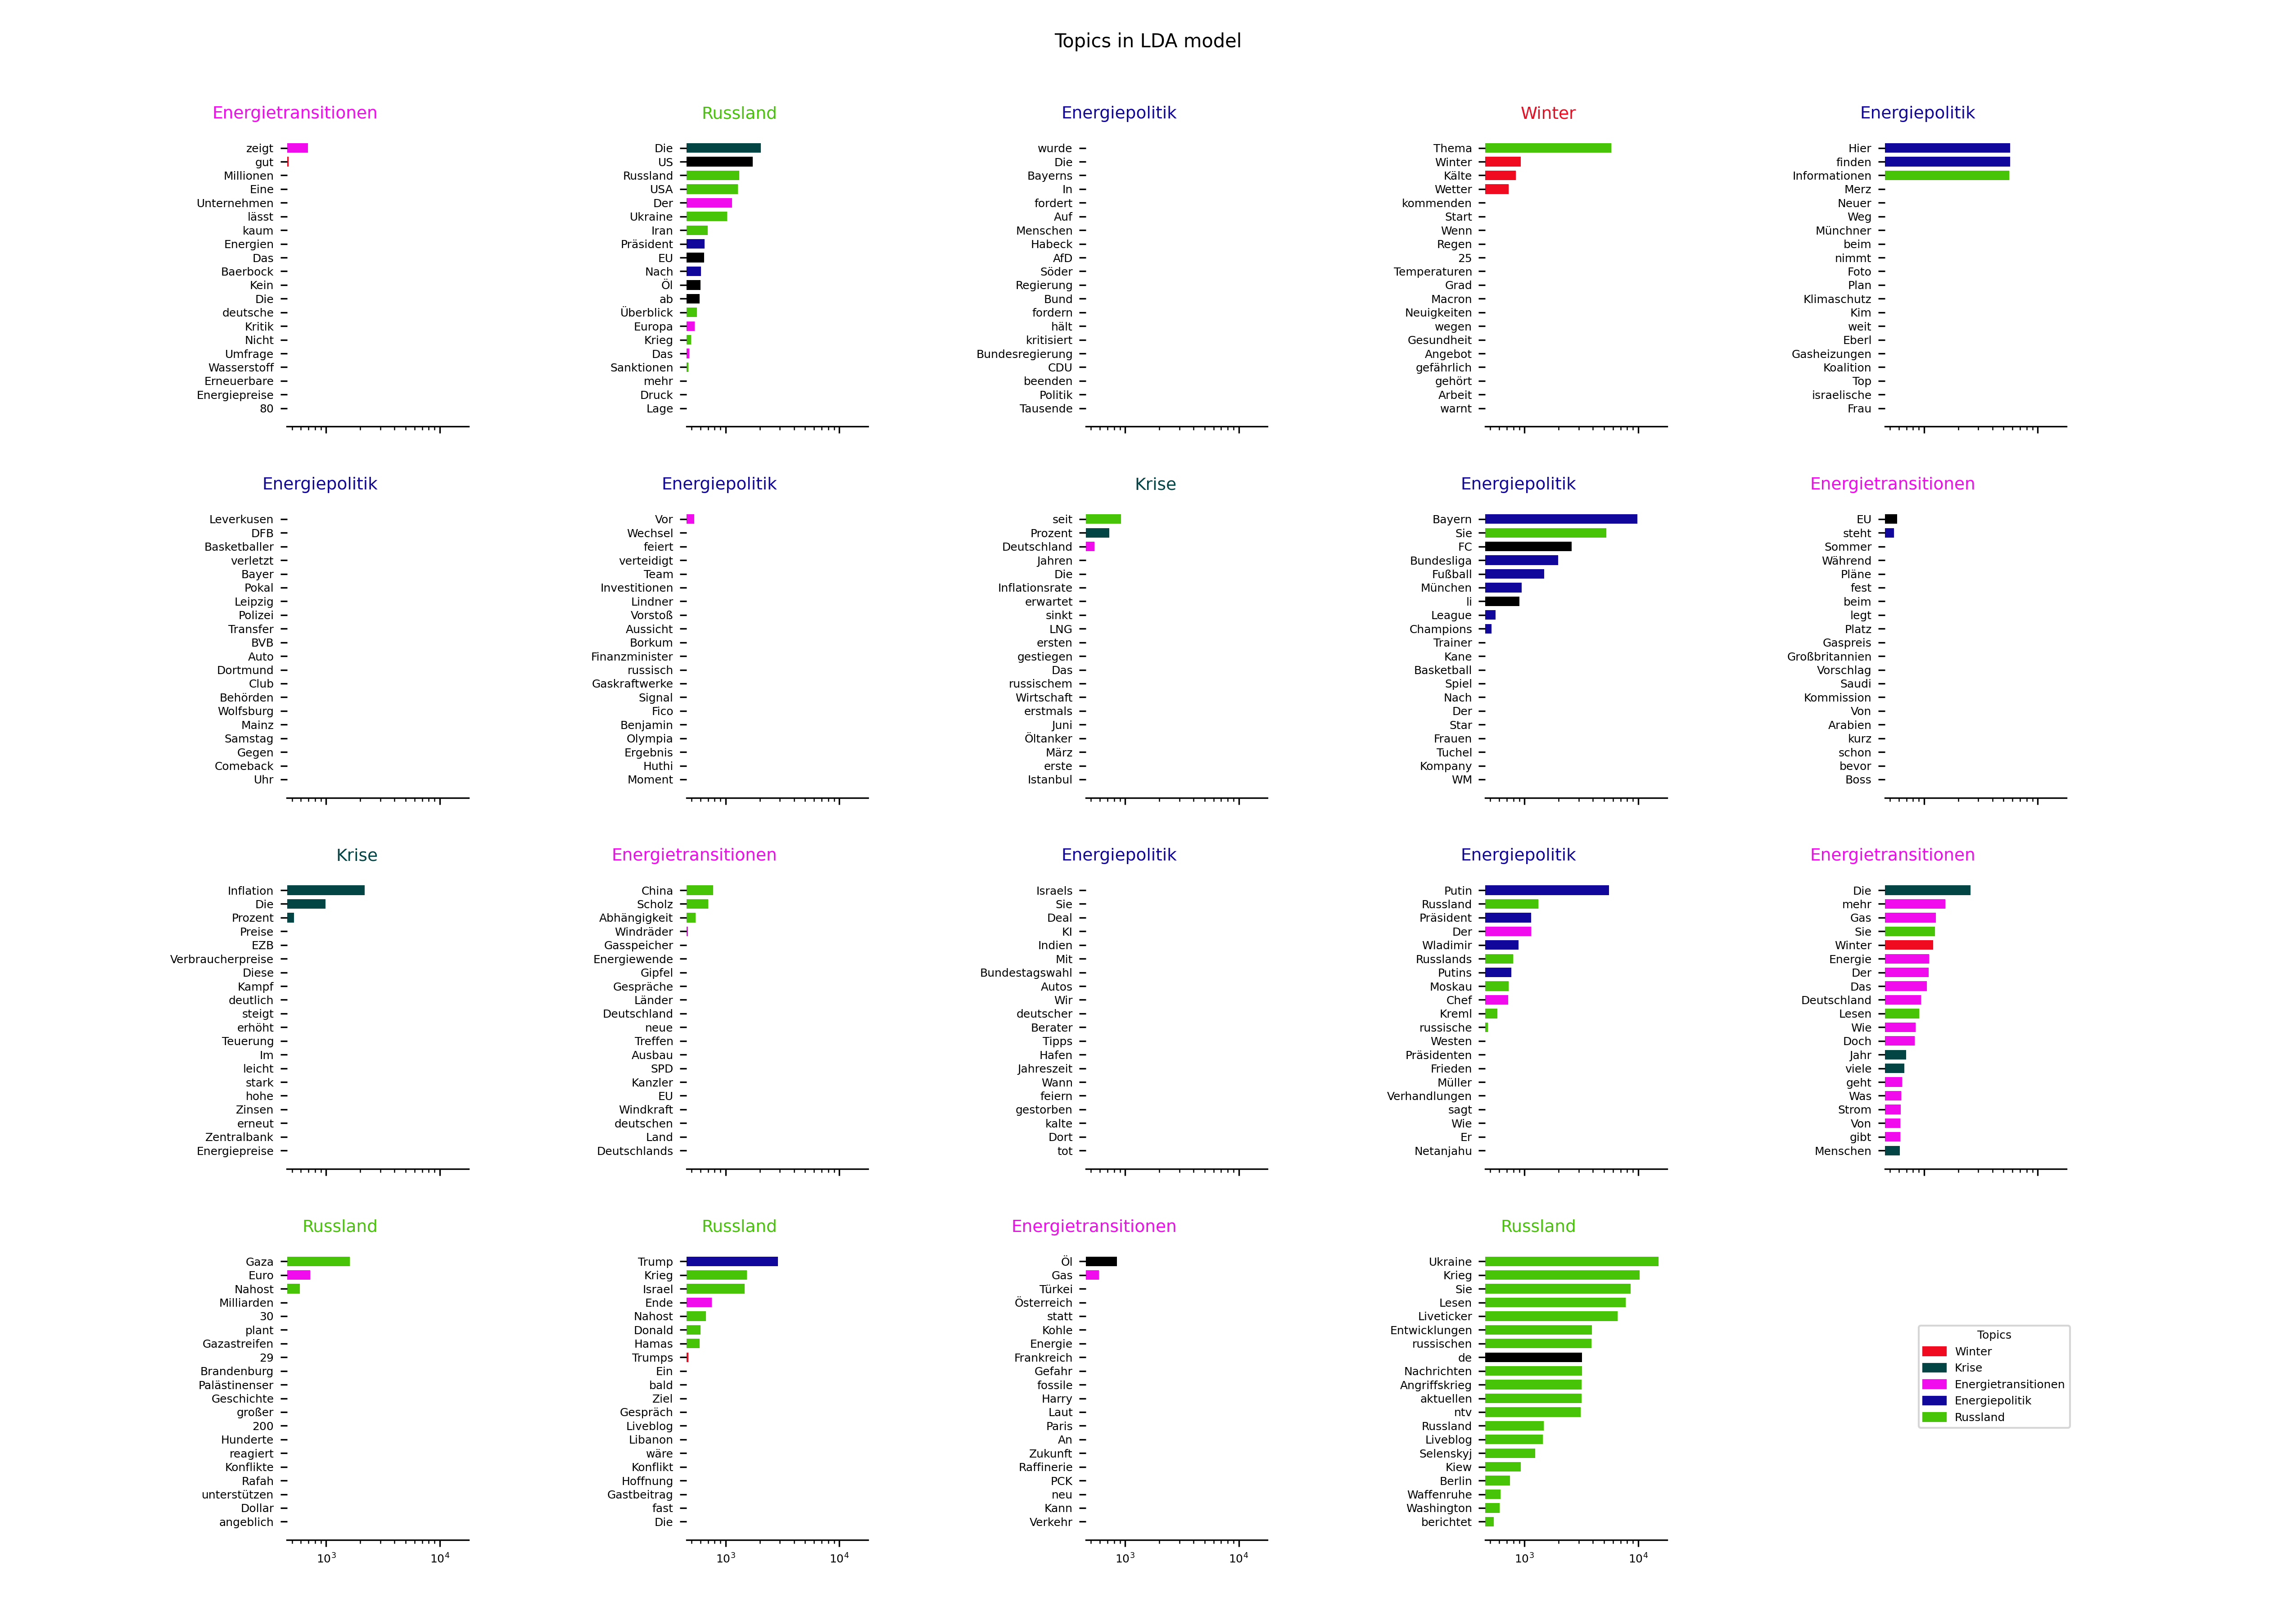 Topics in LDA model
Energietransitionen
zeigt
gut
Millionen
Eine
Unternehmen
lässt
kaum
Energien
Das
Baerbock
Kein
Die
deutsche
Kritik
Nicht
Umfrage
Wasserstoff
Erneuerbare
Energiepreise
80
Russland
Die
US
Russland
USA
Der
Ukraine
Iran
Präsident
EU
Nach
Öl
ab
Überblick
Europa
Krieg
Das
Sanktionen
mehr
Druck
Lage
Energiepolitik
wurde
Die
Bayerns
In
fordert
Auf
Menschen
Habeck
AfD
Söder
Regierung
Bund
fordern
hält
kritisiert
Bundesregierung
CDU
beenden
Politik
Tausende
Winter
Thema
Winter
Kälte
Wetter
kommenden
Start
Wenn
Regen
25
Temperaturen
Grad
Macron
Neuigkeiten
wegen
Gesundheit
Angebot
gefährlich
gehört
Arbeit
warnt
Energiepolitik
Hier
finden
Informationen
Merz
Neuer
Weg
Münchner
beim
nimmt
Foto
Plan
Klimaschutz
Kim
weit
Eberl
Gasheizungen
Koalition
Top
israelische
Frau
Energiepolitik
Leverkusen
DFB
Basketballer
verletzt
Bayer
Pokal
Leipzig
Polizei
Transfer
BVB
Auto
Dortmund
Club
Behörden
Wolfsburg
Mainz
Samstag
Gegen
Comeback
Uhr
Energiepolitik
Vor
Wechsel
feiert
verteidigt
Team
Investitionen
Lindner
Vorstoß
Aussicht
Borkum
Finanzminister
russisch
Gaskraftwerke
Signal
Fico
Benjamin
Olympia
Ergebnis
Huthi
Moment
Krise
seit
Prozent
Deutschland
Jahren
Die
Inflationsrate
erwartet
sinkt
LNG
ersten
gestiegen
Das
russischem
Wirtschaft
erstmals
Juni
Öltanker
März
erste
Istanbul
Energiepolitik
Bayern
Sie
FC
Bundesliga
Fußball
München
li
League
Champions
Trainer
Kane
Basketball
Spiel
Nach
Der
Star
Frauen
Tuchel
Kompany
WM
Energietransitionen
EU
steht
Sommer
Während
Pläne
fest
beim
legt
Platz
Gaspreis
Großbritannien
Vorschlag
Saudi
Kommission
Von
Arabien
kurz
schon
bevor
Boss
Krise
Inflation
Die
Prozent
Preise
EZB
Verbraucherpreise
Diese
Kampf
deutlich
steigt
erhöht
Teuerung
Im
leicht
stark
hohe
Zinsen
erneut
Zentralbank
Energiepreise
Energietransitionen
China
Scholz
Abhängigkeit
Windräder
Gasspeicher
Energiewende
Gipfel
Gespräche
Länder
Deutschland
neue
Treffen
Ausbau
SPD
Kanzler
EU
Windkraft
deutschen
Land
Deutschlands
Energiepolitik
Israels
Sie
Deal
KI
Indien
Mit
Bundestagswahl
Autos
Wir
deutscher
Berater
Tipps
Hafen
Jahreszeit
Wann
feiern
gestorben
kalte
Dort
tot
Energiepolitik
Putin
Russland
Präsident
Der
Wladimir
Russlands
Putins
Moskau
Chef
Kreml
russische
Westen
Präsidenten
Frieden
Müller
Verhandlungen
sagt
Wie
Er
Netanjahu
Energietransitionen
Die
mehr
Gas
Sie
Winter
Energie
Der
Das
Deutschland
Lesen
Wie
Doch
Jahr
viele
geht
Was
Strom
Von
gibt
Menschen
Russland
Gaza
Euro
Nahost
Milliarden
30
plant
Gazastreifen
29
Brandenburg
Palästinenser
Geschichte
großer
200
Hunderte
reagiert
Konflikte
Rafah
unterstützen
Dollar
angeblich
10³ 10⁴
Russland
Trump
Krieg
Israel
Ende
Nahost
Donald
Hamas
Trumps
Ein
bald
Ziel
Gespräch
Liveblog
Libanon
wäre
Konflikt
Hoffnung
Gastbeitrag
fast
Die
10³ 10⁴
Energietransitionen
Öl
Gas
Türkei
Österreich
statt
Kohle
Energie
Frankreich
Gefahr
fossile
Harry
Laut
Paris
An
Zukunft
Raffinerie
PCK
neu
Kann
Verkehr
10³ 10⁴
Russland
Ukraine
Krieg
Sie
Lesen
Liveticker
Entwicklungen
russischen
de
Nachrichten
Angriffskrieg
aktuellen
ntv
Russland
Liveblog
Selenskyj
Kiew
Berlin
Waffenruhe
Washington
berichtet
10³ 10⁴
Topics
Winter
Krise
Energietransitionen
Energiepolitik
Russland